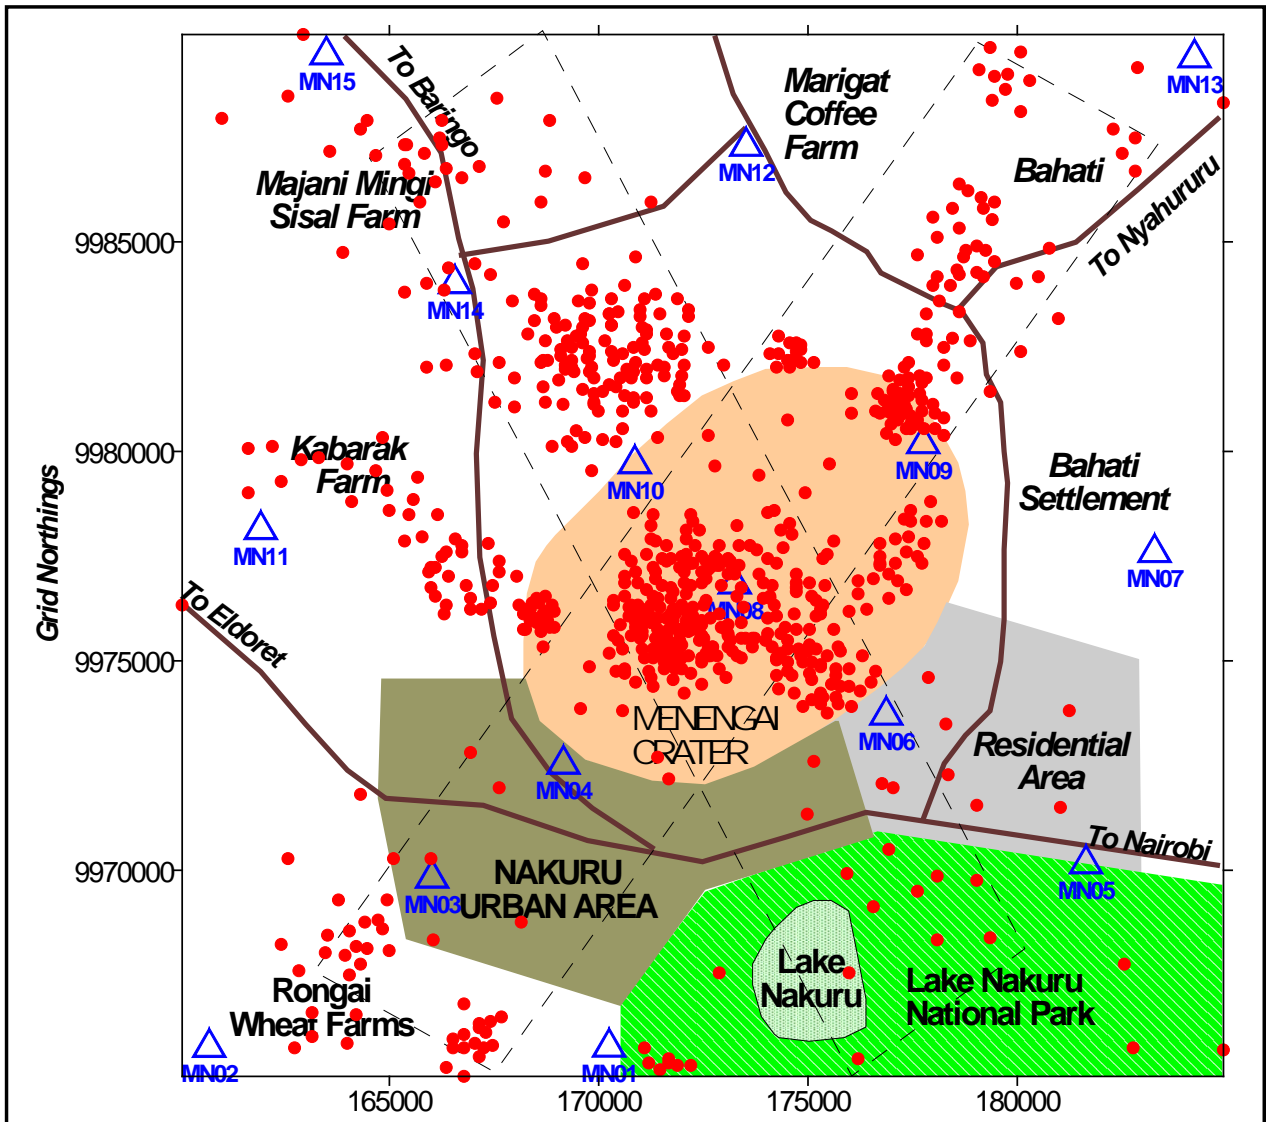 MN15
To Baringo
Marigat
Coffee
Farm
MN13
MN12
Bahati
Majani Mingi
Sisal Farm
To Nyahururu
9985000
MN14
Kabarak
Farm
9980000
MN10
MN09
Bahati
Settlement
MN11
MN07
Grid Northings
To Eldoret
MN08
9975000
MENENGAI
CRATER
MN06
Residential
Area
MN04
To Nairobi
9970000
NAKURU
URBAN AREA
MN03
MN05
Lake
Nakuru
Lake Nakuru
National Park
Rongai
Wheat Farms
MN02
MN01
165000
170000
175000
180000